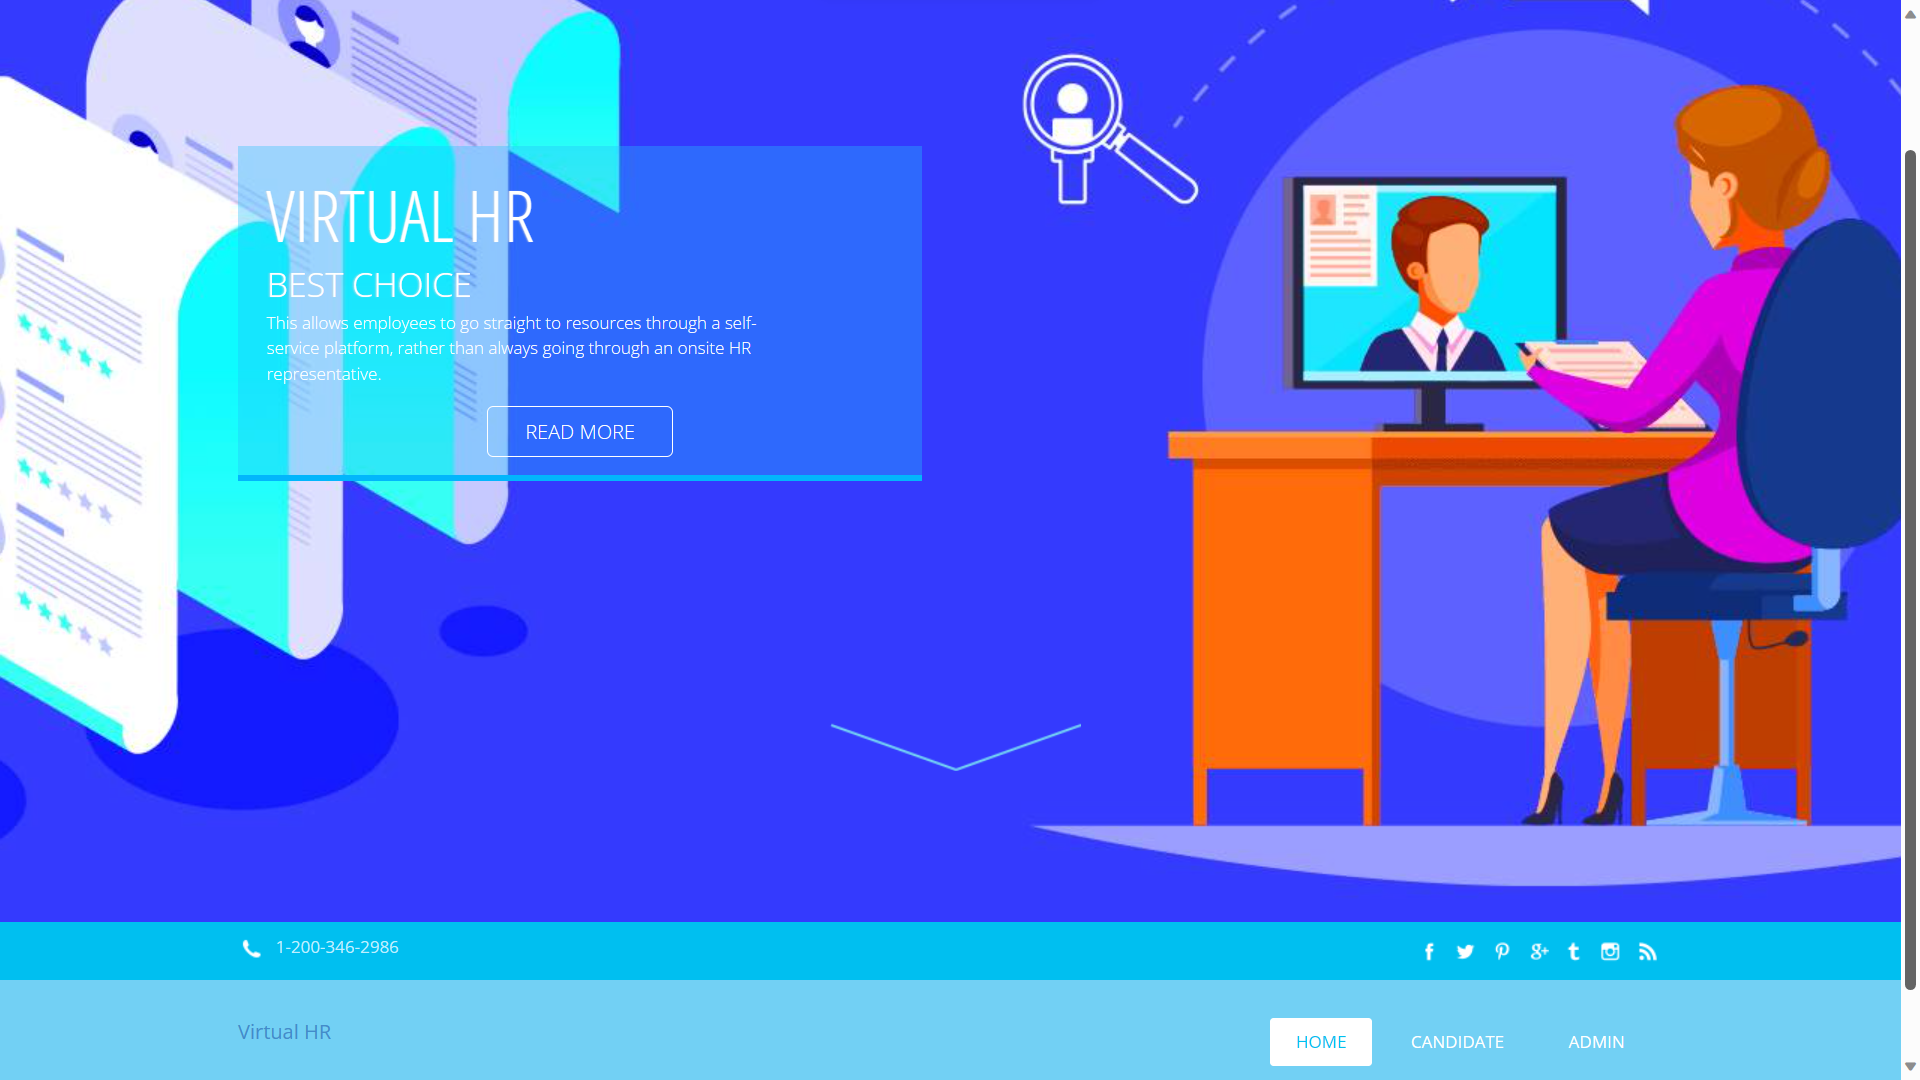 VIRTUAL HR
BEST CHOICE
This allows employees to go straight to resources through a self-
service platform, rather than always going through an onsite HR
representative.
READ MORE
1-200-346-2986
Virtual HR
HOME
CANDIDATE
ADMIN